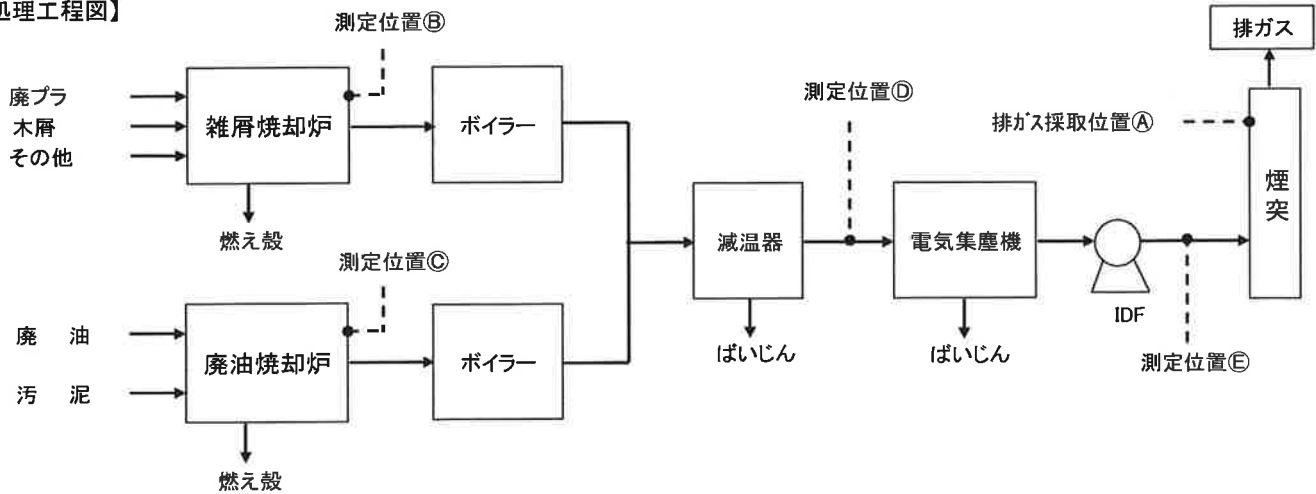 処理工程図】
測定位置Ⓑ
排ガス
廃プラ
木屑
その他
雑屑焼却炉
ボイラー
測定位置Ⓓ
排ガス採取位置Ⓐ
煙突
燃え殻
減温器
電気集塵機
測定位置Ⓒ
IDF
廃　油
汚　泥
廃油焼却炉
ボイラー
ばいじん
ばいじん
測定位置Ⓔ
燃え殻